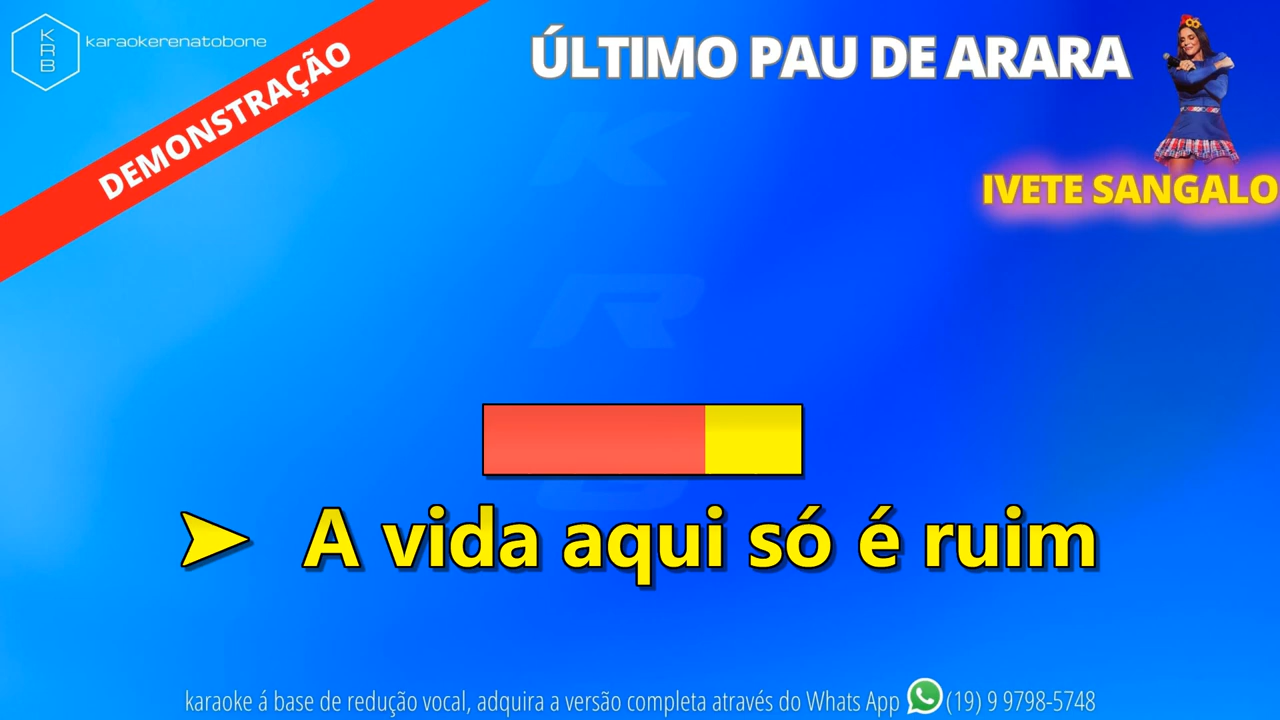 K
R
B
karaokerenatobone
DEMONSTRAÇÃO
ÚLTIMO PAU DE ARARA
IVETE SANGALO
K
R
➤ A vida aqui só é ruim
karaoke á base de redução vocal, adquira a versão completa através do Whats App (19) 9 9798-5748